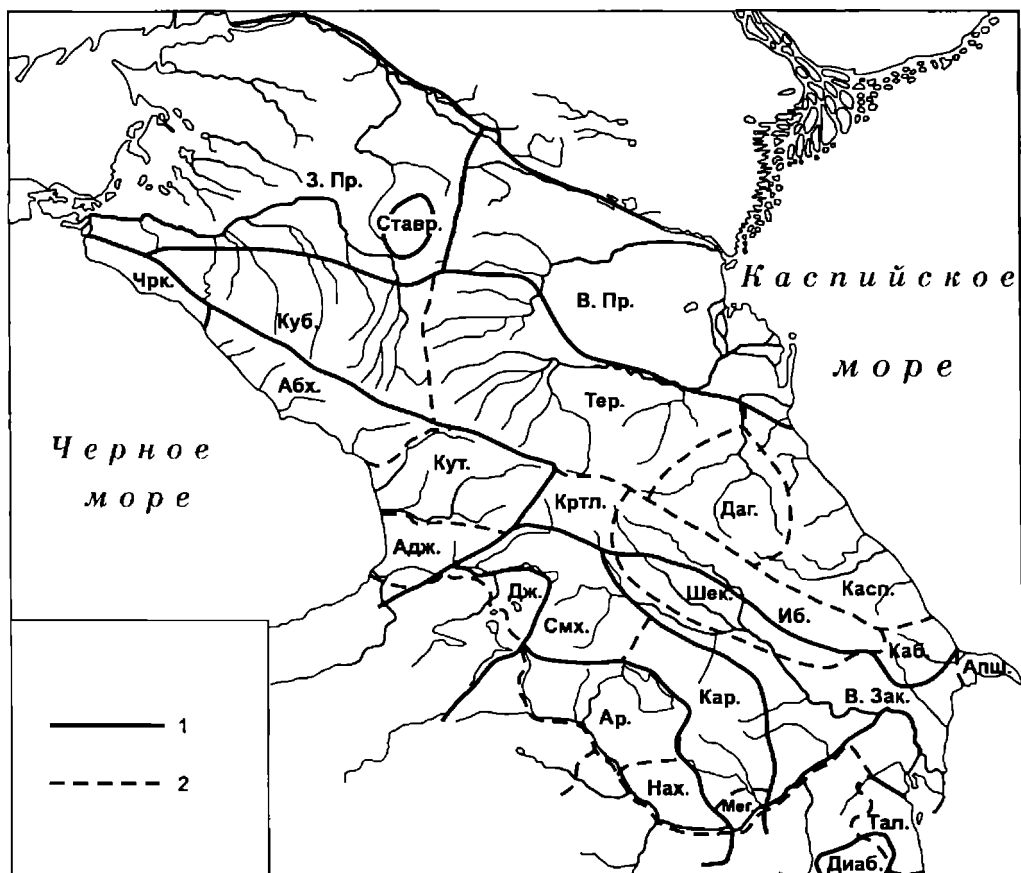 З. Пр.
Ставр.
Каспийское
море
Чрк.
В. Пр.
Куб.
Абх.
Тер.
Черное
море
Кут.
Кртл.
Даг.
Адж.
Касп.
Дж.
Шек.
Иб.
Смх.
Каб.
Апш.
Кар.
В. Зак.
Ар.
Нах.
Мег.
Тал.
Диаб.
1
2